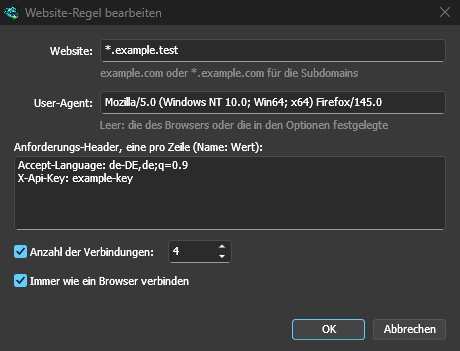 Website-Regel bearbeiten
Website: *.example.test
example.com oder *.example.com für die Subdomains
User-Agent: Mozilla/5.0 (Windows NT 10.0; Win64; x64) Firefox/145.0
Leer: die des Browsers oder die in den Optionen festgelegte
Anforderungs-Header, eine pro Zeile (Name: Wert):
Accept-Language: de-DE,de;q=0.9
X-Api-Key: example-key
Anzahl der Verbindungen: 4
Immer wie ein Browser verbinden
OK Abbrechen